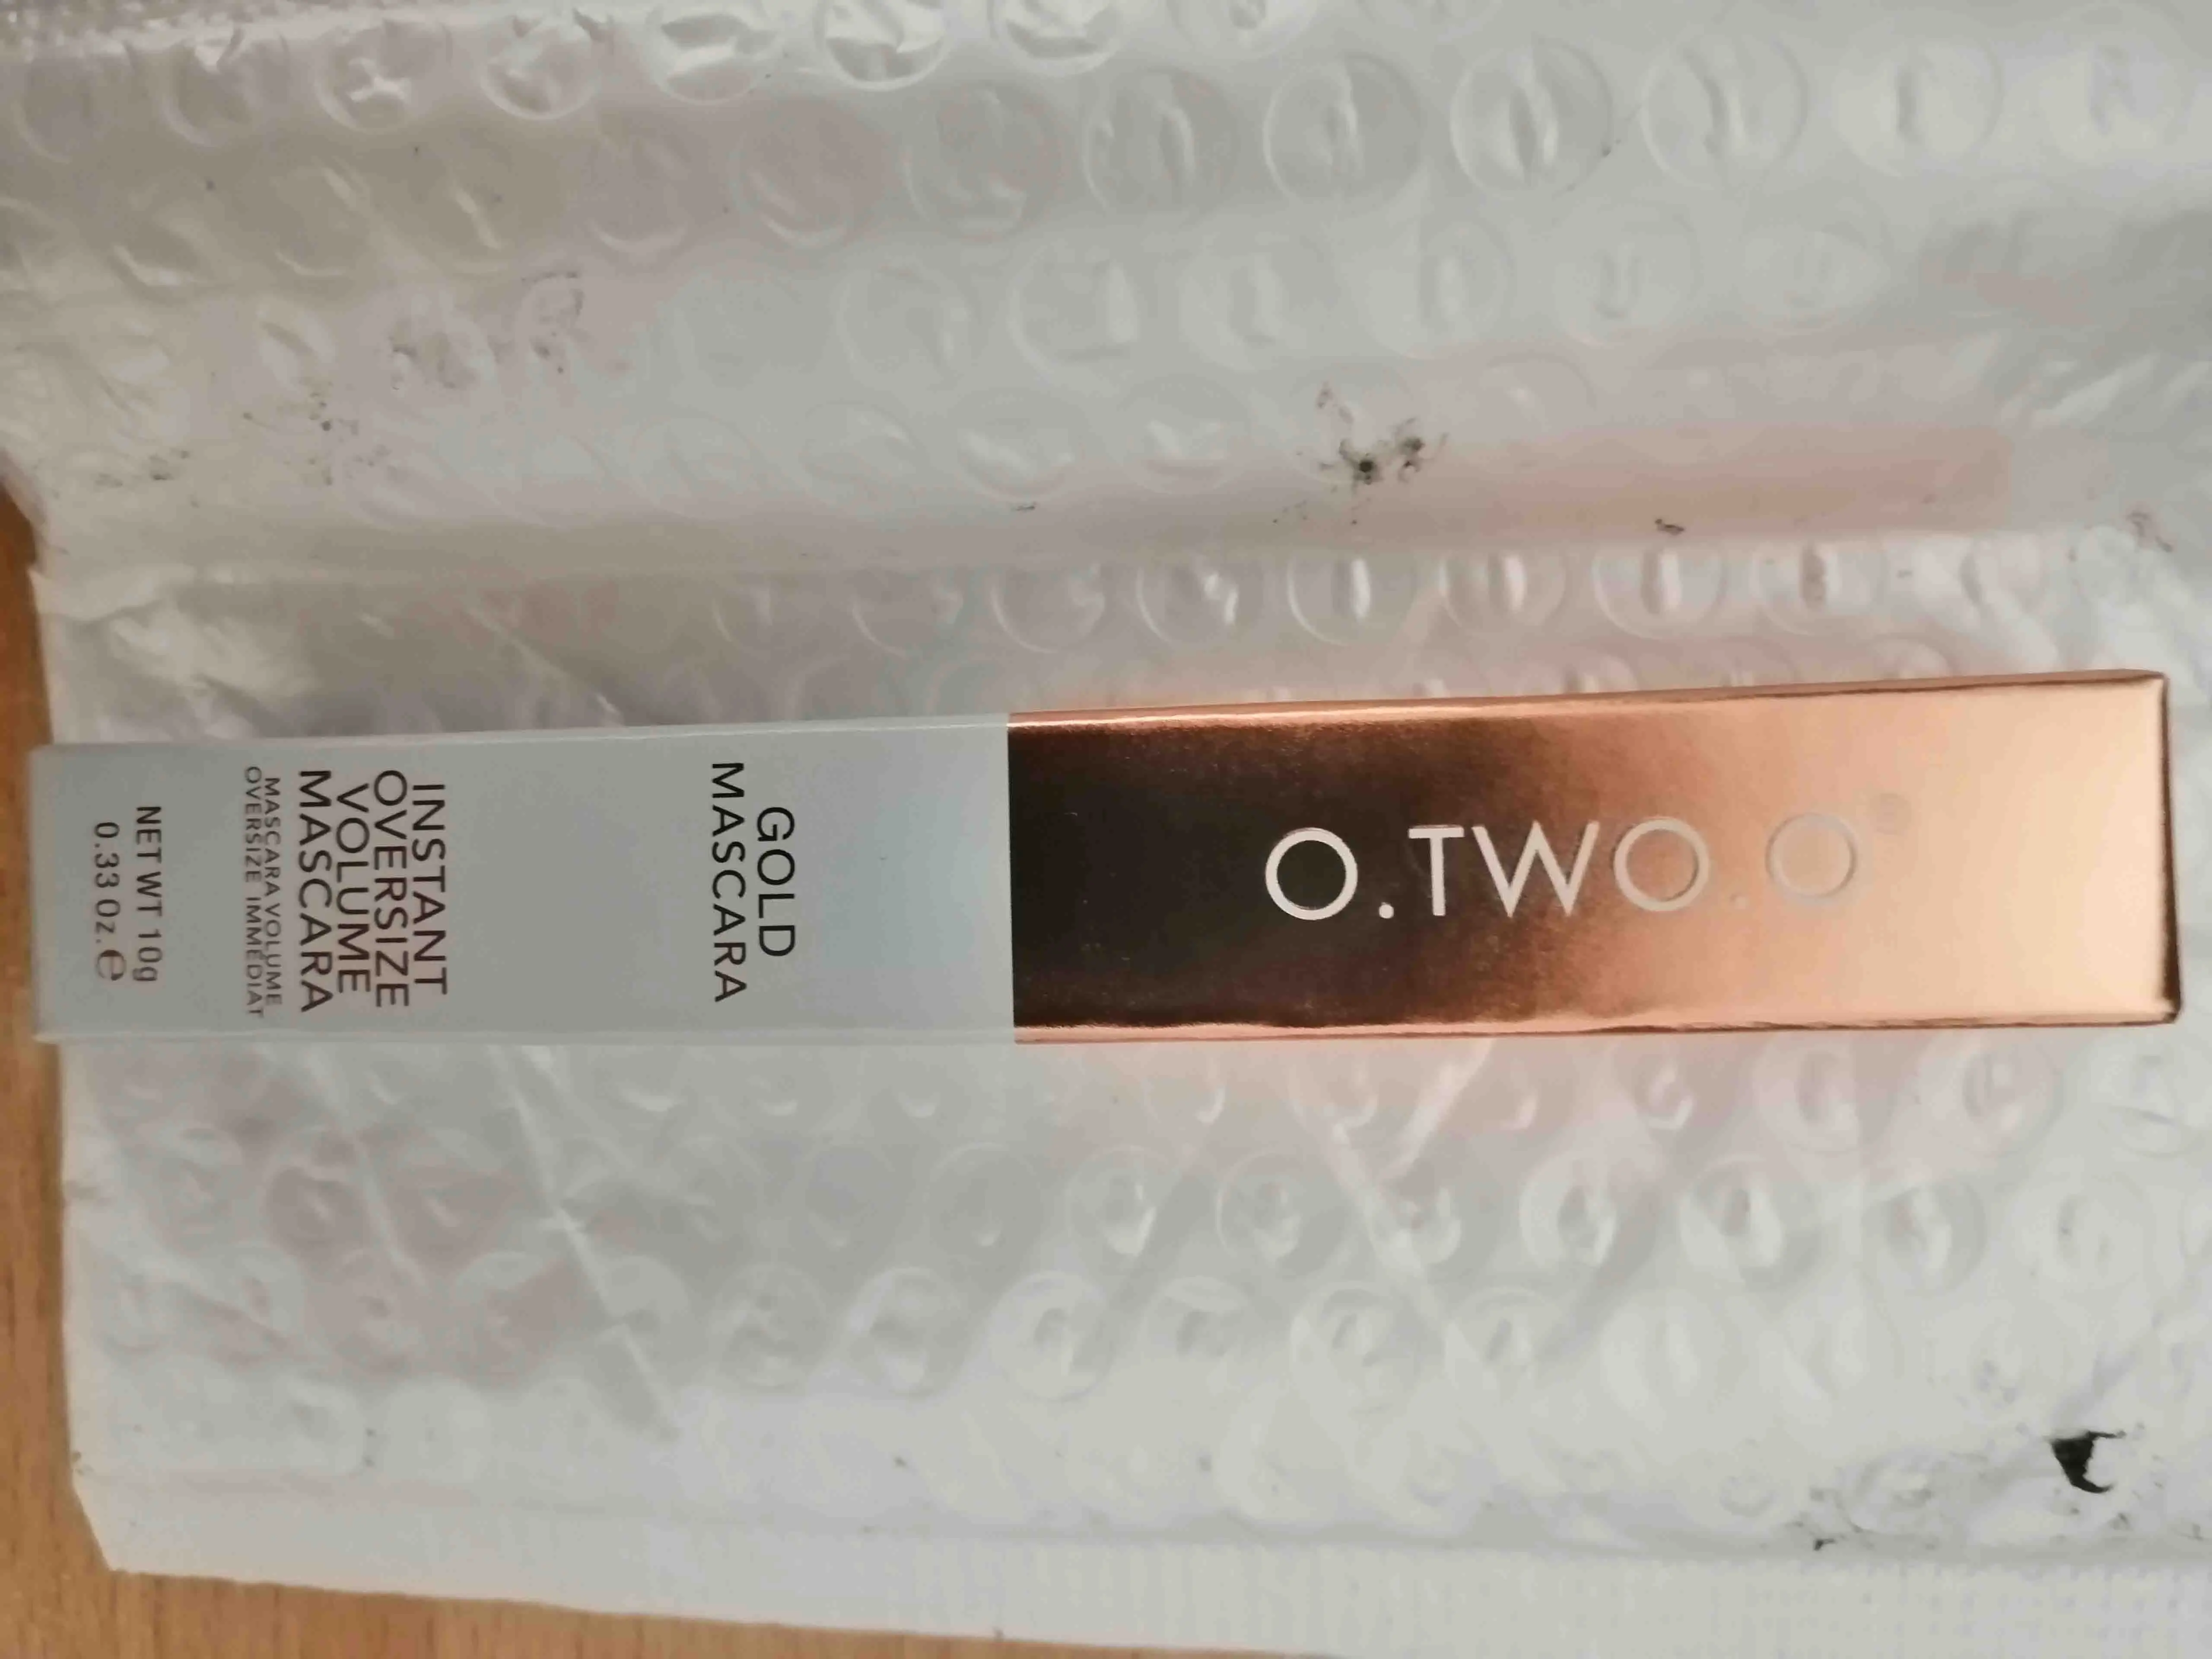 O.TWO.O
GOLD
MASCARA
INSTANT
OVERSIZE
VOLUME
MASCARA
MASCARA VOLUME
OVERSIZE IMMÉDIAT
NET WT 10g
0.33 Oz.e